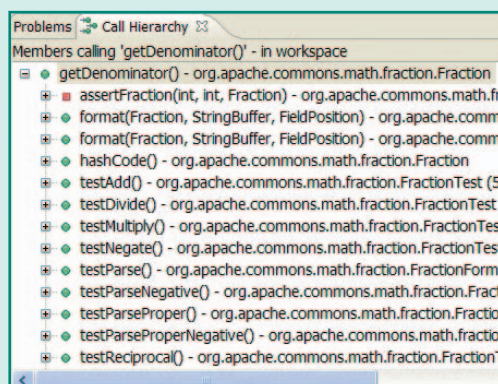 Problems Call Hierarchy
Members calling 'getDenominator()' - in workspace
getDenominator() - org.apache.commons.math.fraction.Fraction
assertFraction(int, int, Fraction) - org.apache.commons.math.fr
format(Fraction, StringBuffer, FieldPosition) - org.apache.comm
format(Fraction, StringBuffer, FieldPosition) - org.apache.comm
hashCode() - org.apache.commons.math.fraction.Fraction
testAdd() - org.apache.commons.math.fraction.FractionTest (5
testDivide() - org.apache.commons.math.fraction.FractionTest
testMultiply() - org.apache.commons.math.fraction.FractionTes
testNegate() - org.apache.commons.math.fraction.FractionTes
testParse() - org.apache.commons.math.fraction.FractionForm
testParseNegative() - org.apache.commons.math.fraction.Fract
testParseProper() - org.apache.commons.math.fraction.Fractio
testParseProperNegative() - org.apache.commons.math.fractio
testReciprocal() - org.apache.commons.math.fraction.FractionT